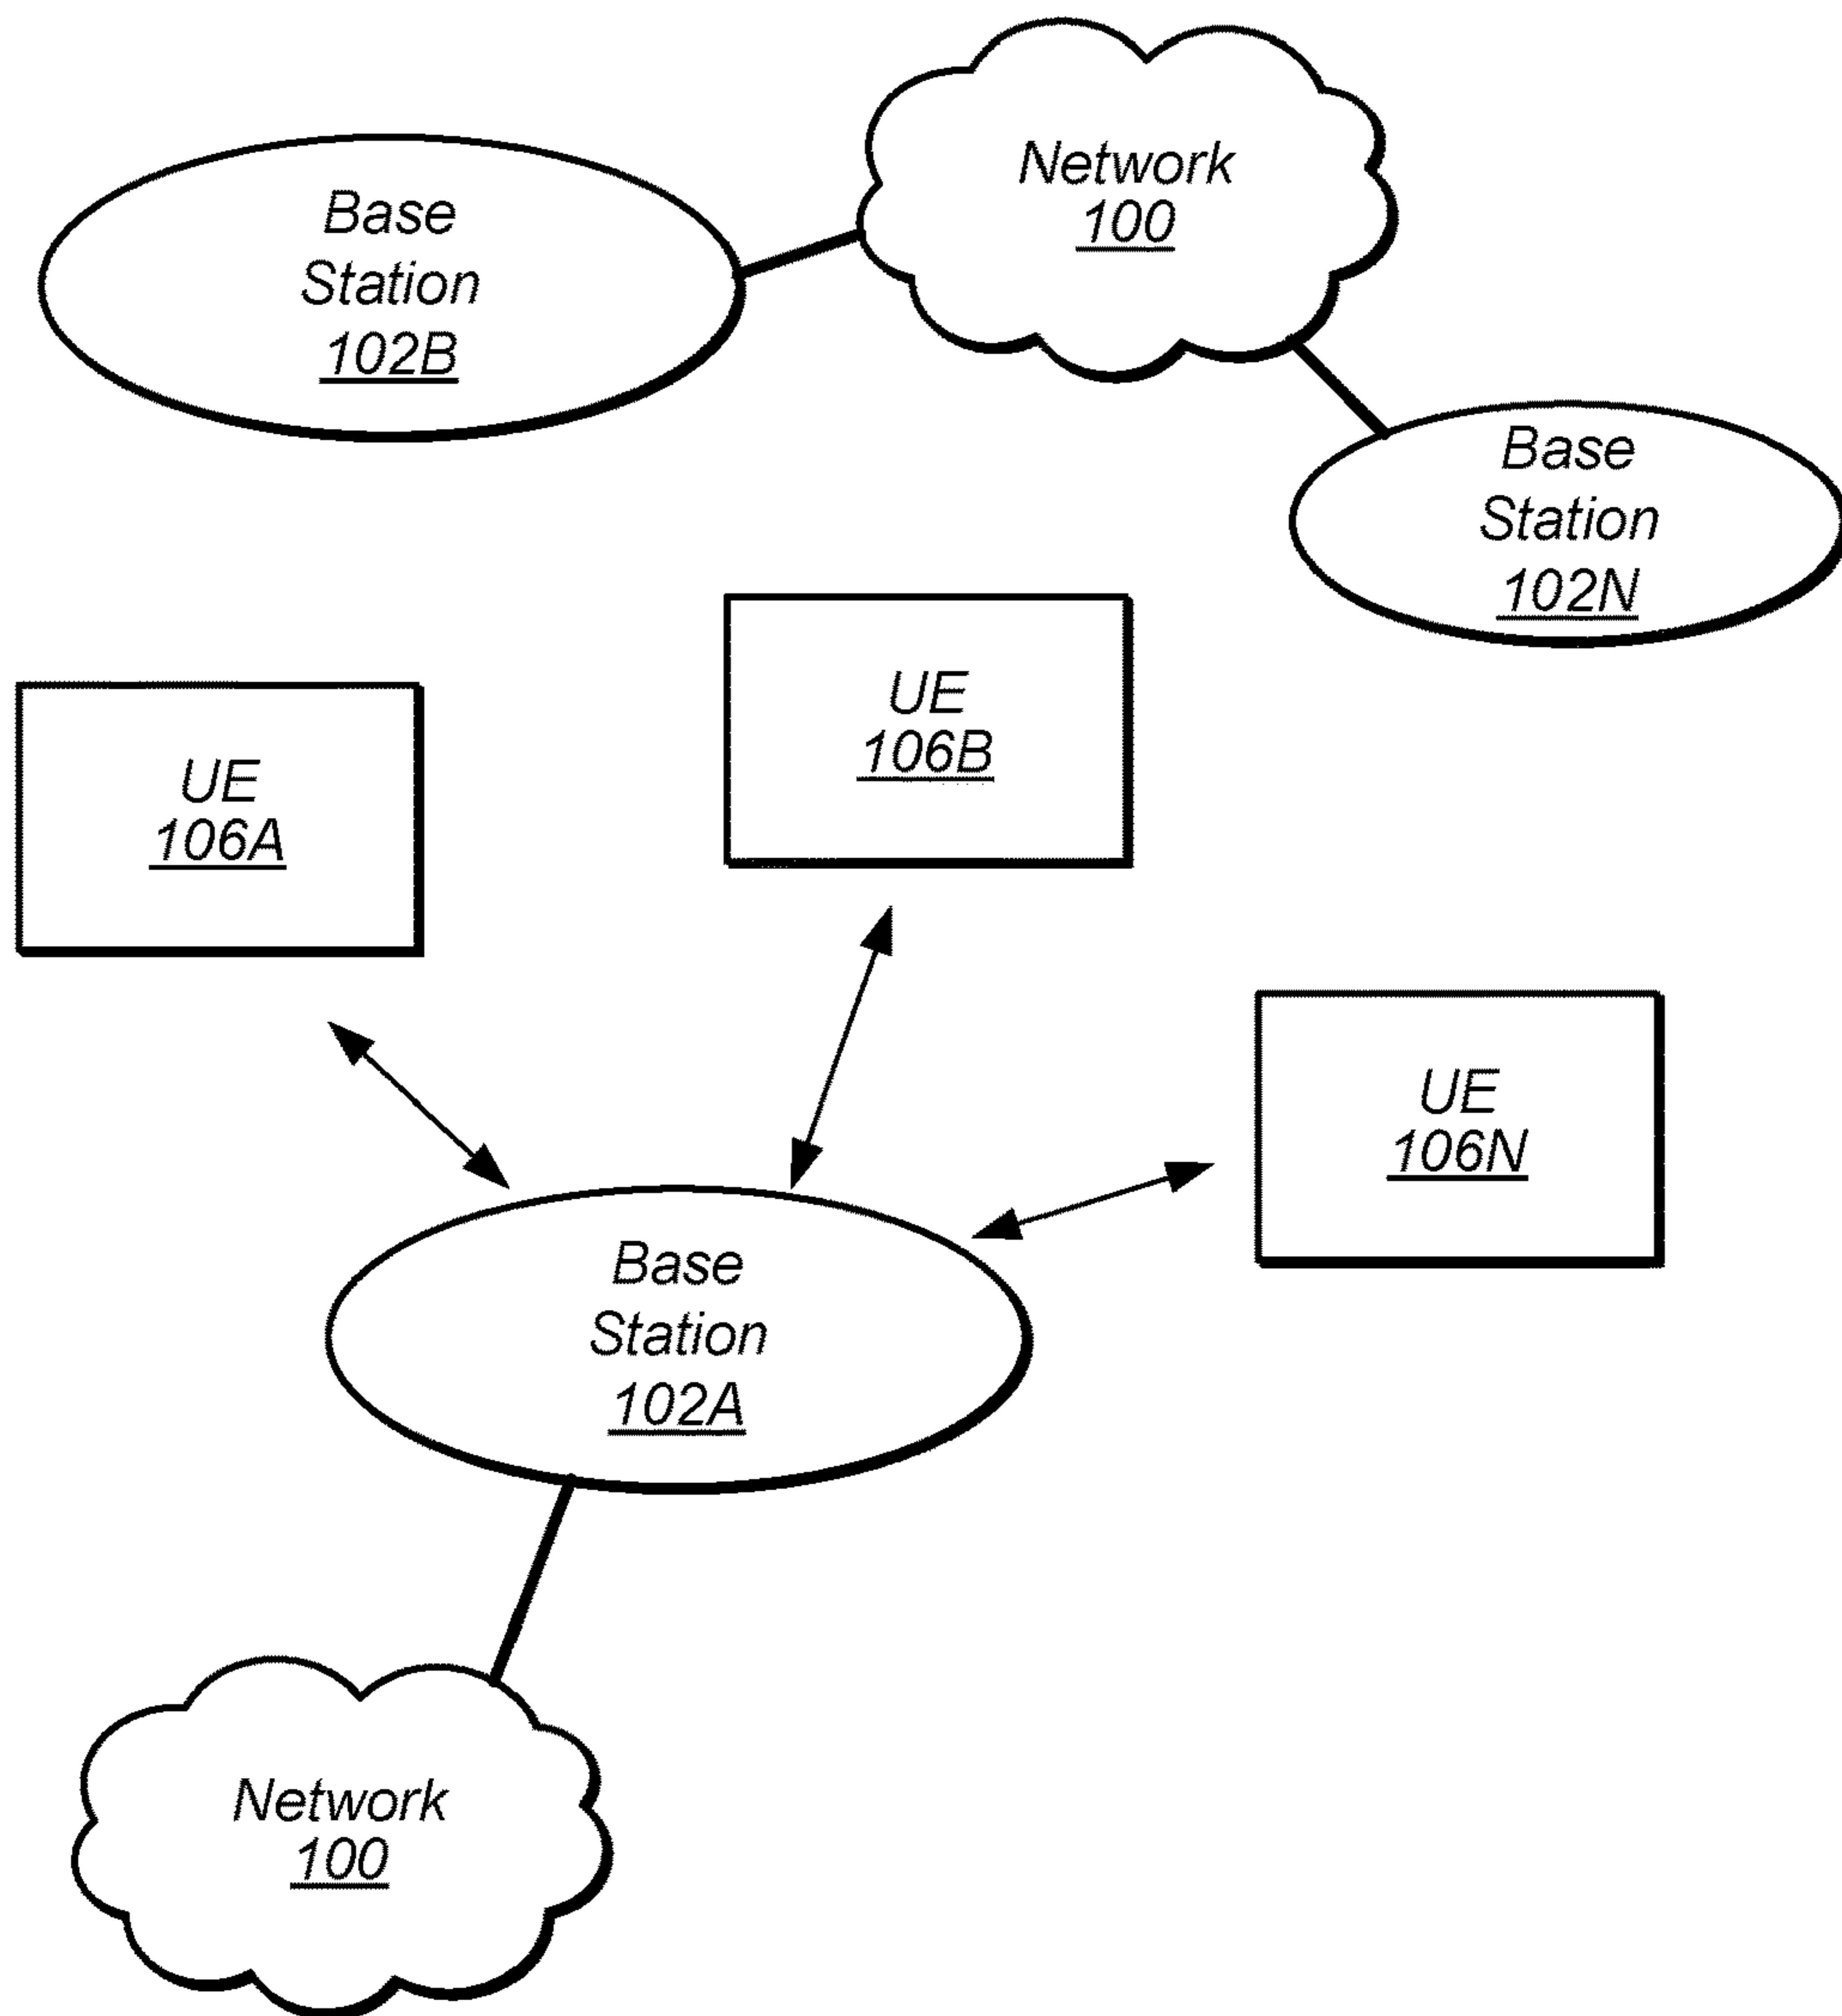 Network
100
Base
Station
102B
Base
Station
102N
UE
106B
UE
106A
UE
106N
Base
Station
102A
Network
100